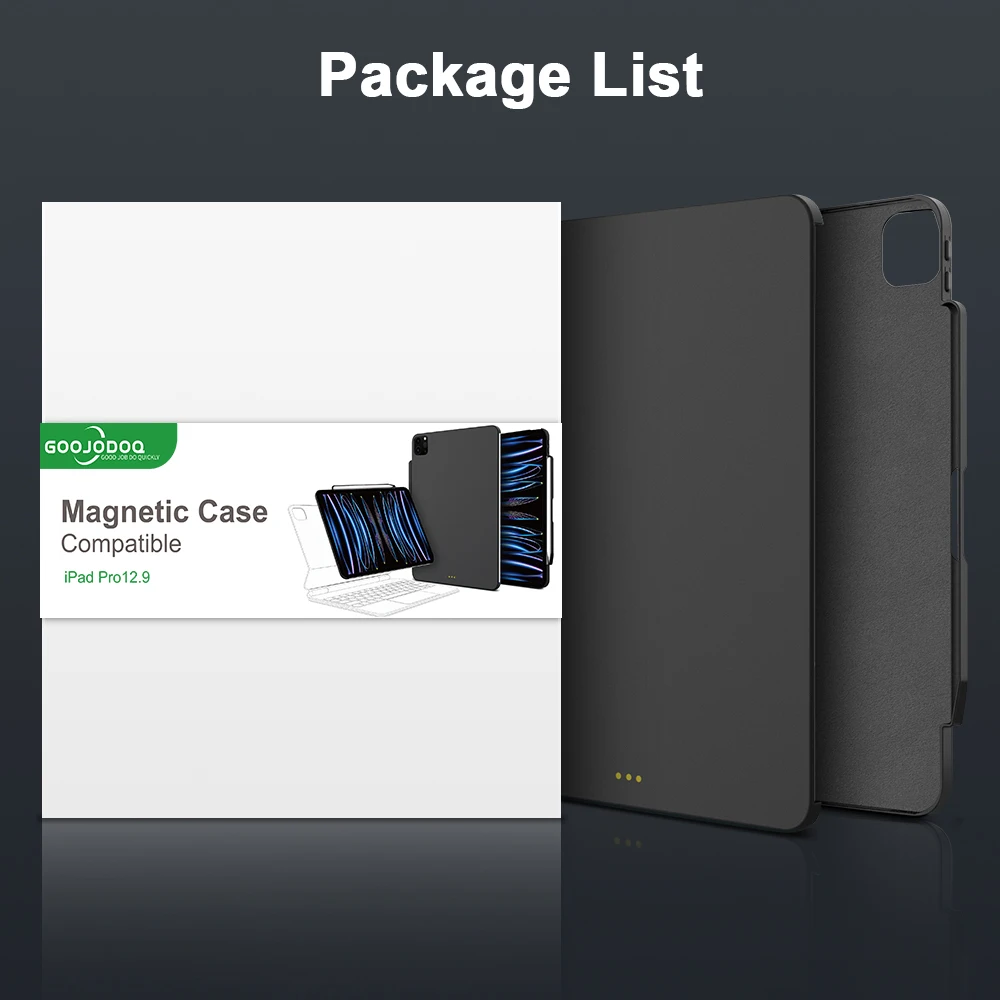 Package List
GOOJODOQ
GOOD JOB DO QUICKLY
Magnetic Case
Compatible
iPad Pro12.9